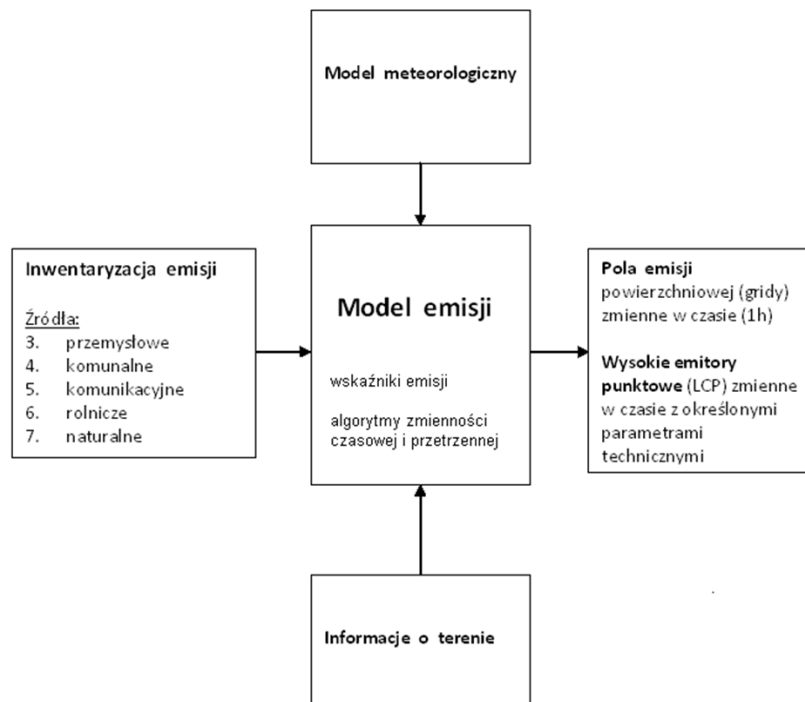 Model meteorologiczny
Inwentaryzacja emisji
Źródła:
3. przemysłowe
4. komunalne
5. komunikacyjne
6. rolnicze
7. naturalne
Model emisji
wskaźniki emisji
algorytmy zmienności
czasowej i przetrzennej
Pola emisji
powierzchniowej (gridy)
zmienne w czasie (1h)
Wysokie emitory
punktowe (LCP) zmienne
w czasie z określonymi
parametrami
technicznymi
Informacje o terenie